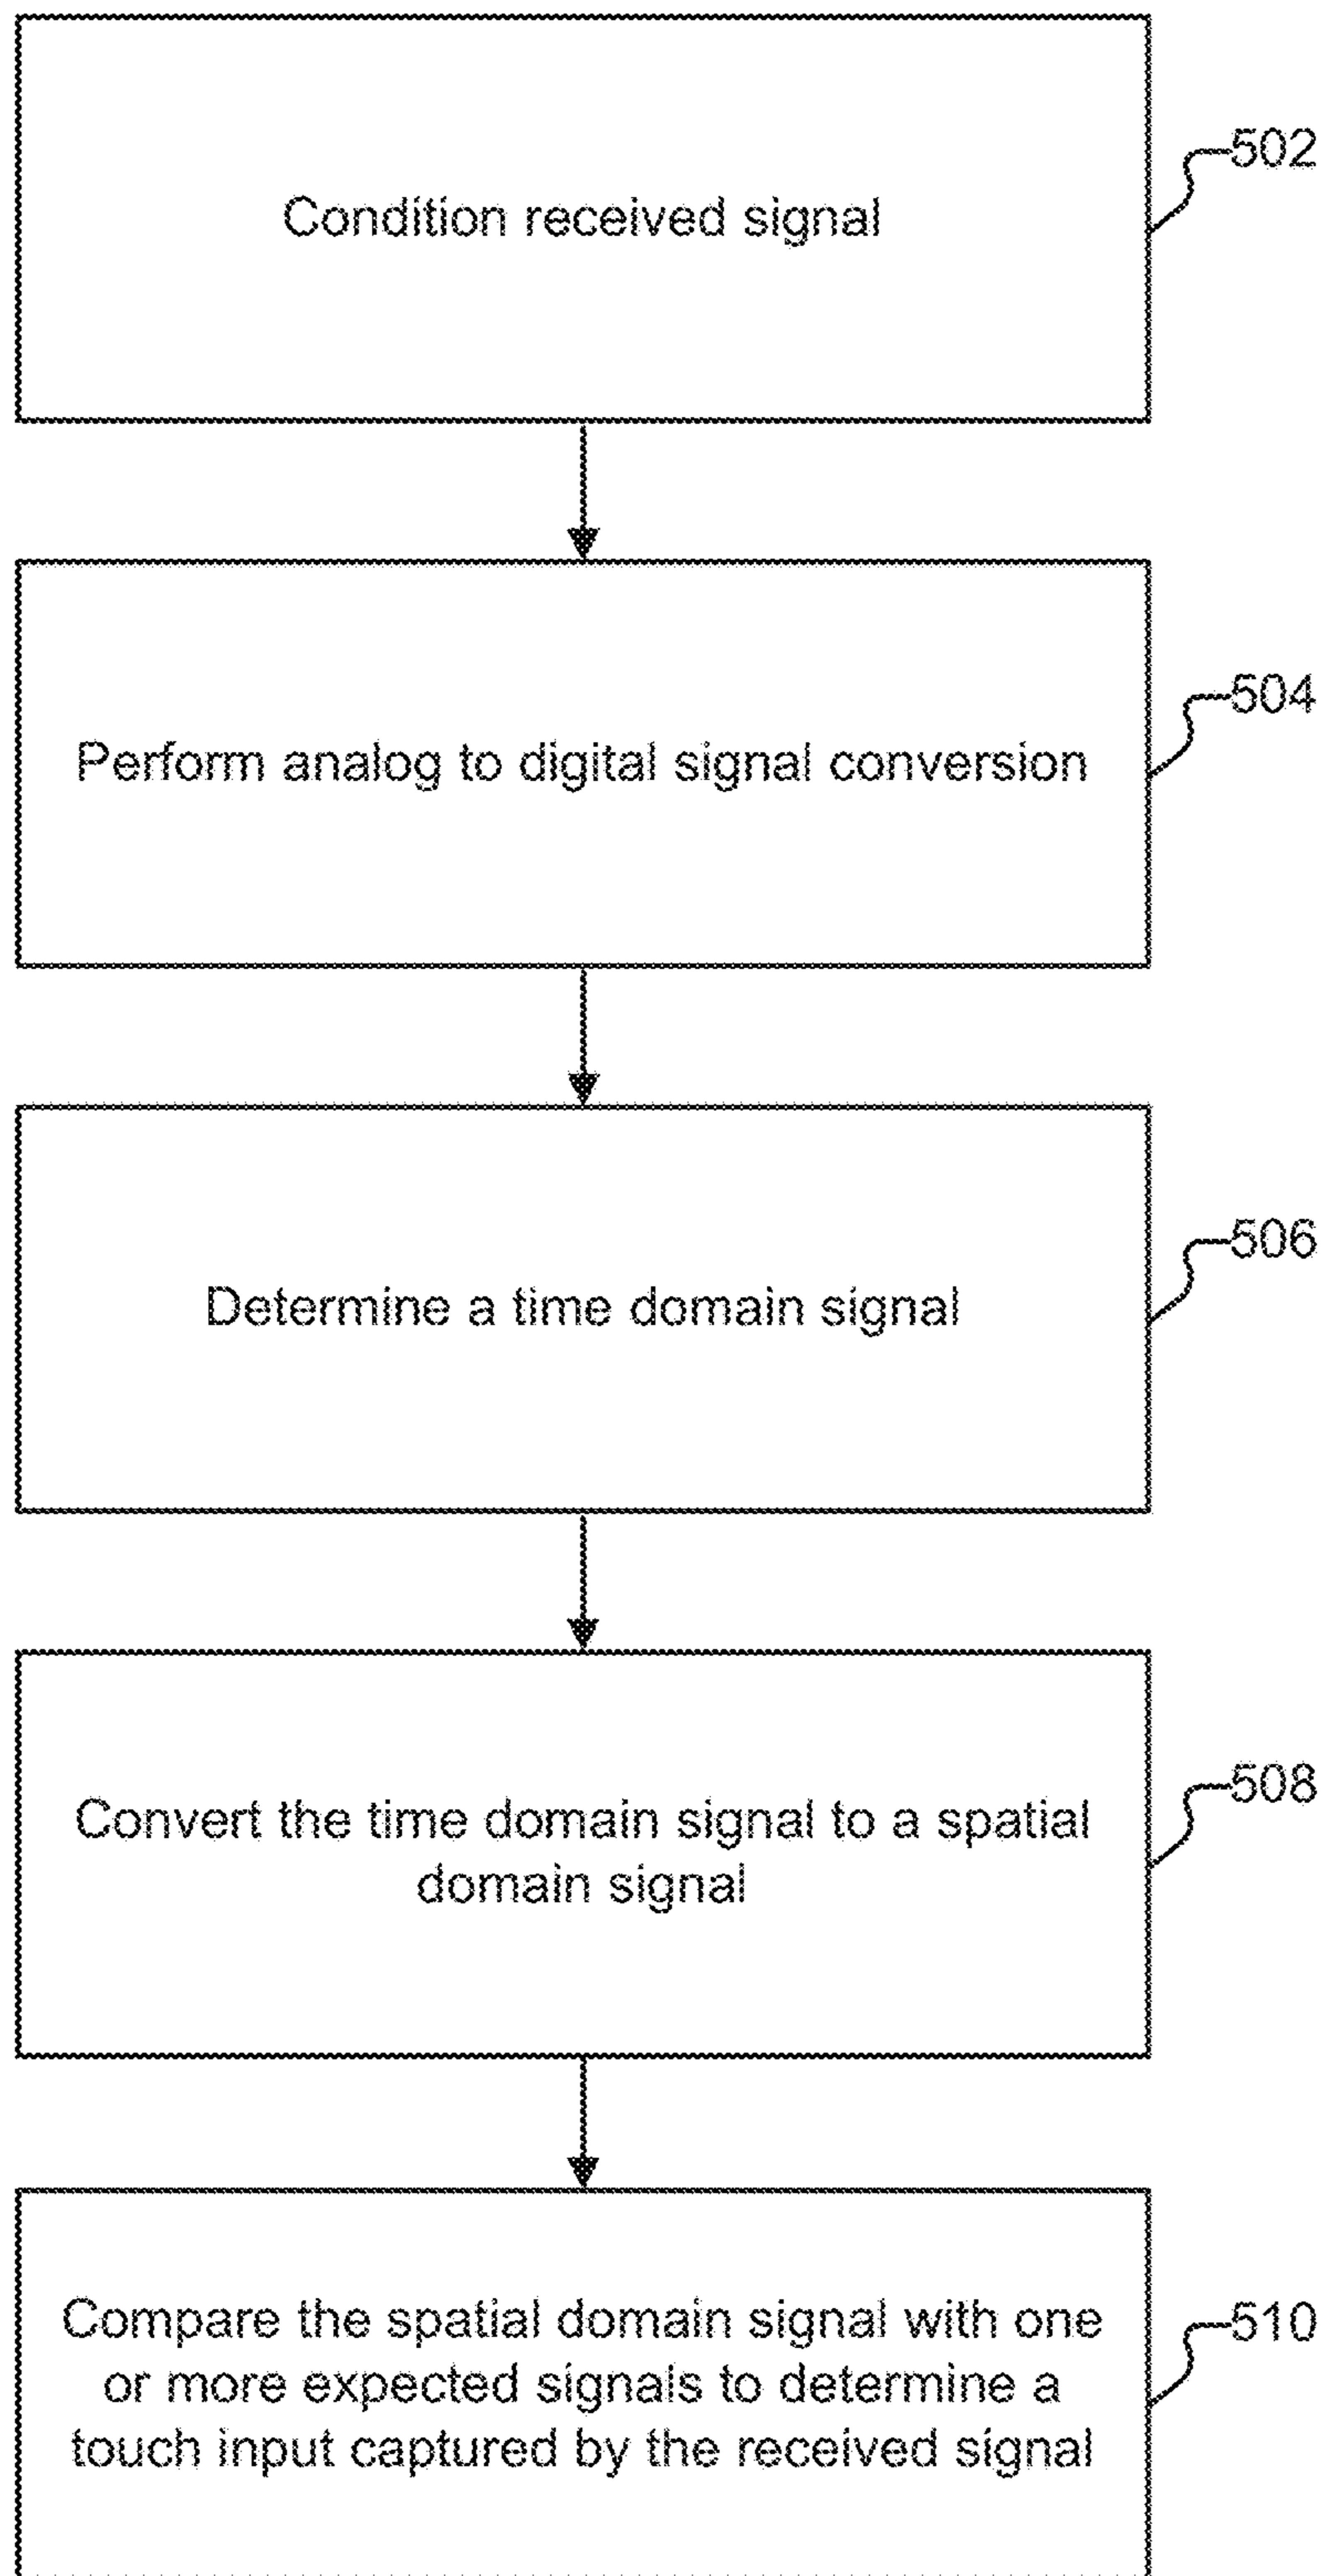 Condition received signal
502
Perform analog to digital signal conversion
504
Determine a time domain signal
506
Convert the time domain signal to a spatial
domain signal
508
Compare the spatial domain signal with one
or more expected signals to determine a
touch input captured by the received signal
510